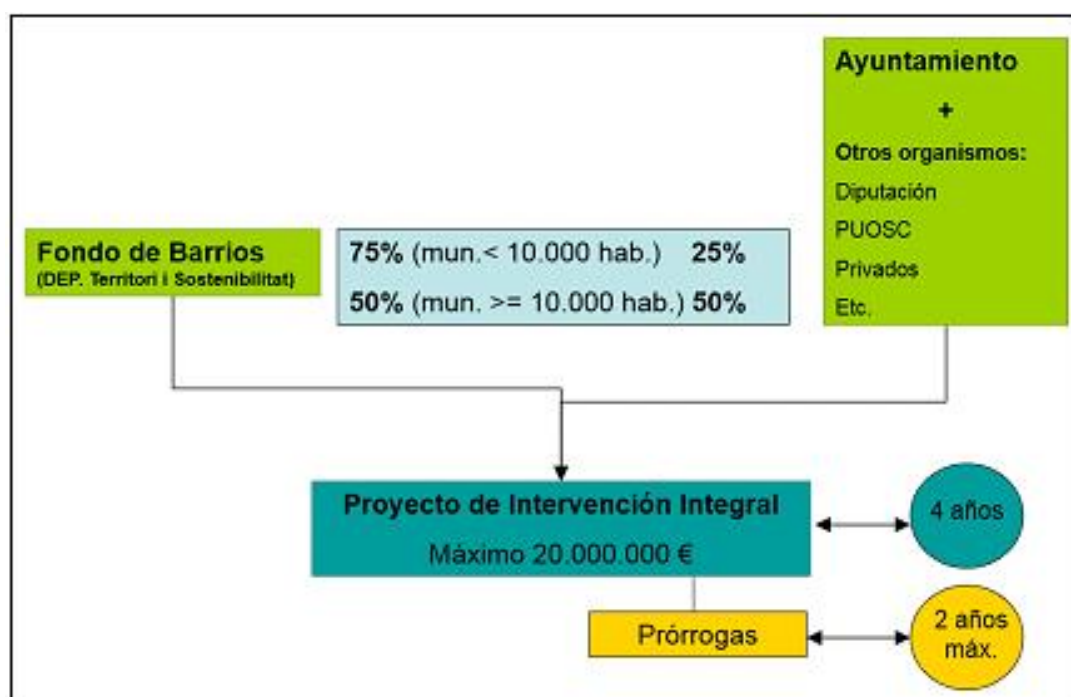 Ayuntamiento
+
Otros organismos:
Diputación
PUOSC
Privados
Etc.
Fondo de Barrios
(DEP. Territori i Sostenibilitat)
75% (mun.< 10.000 hab.) 25%
50% (mun. >= 10.000 hab.) 50%
Proyecto de Intervención Integral
Máximo 20.000.000 €
4 años
Prórrogas
2 años
máx.